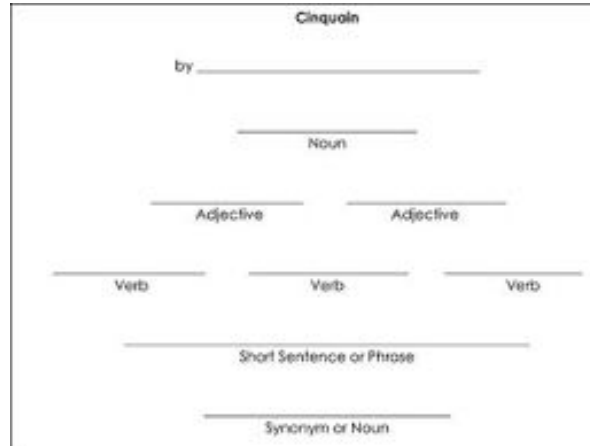 Cinquain
by
Noun
Adjective Adjective
Verb Verb Verb
Short Sentence or Phrase
Synonym or Noun